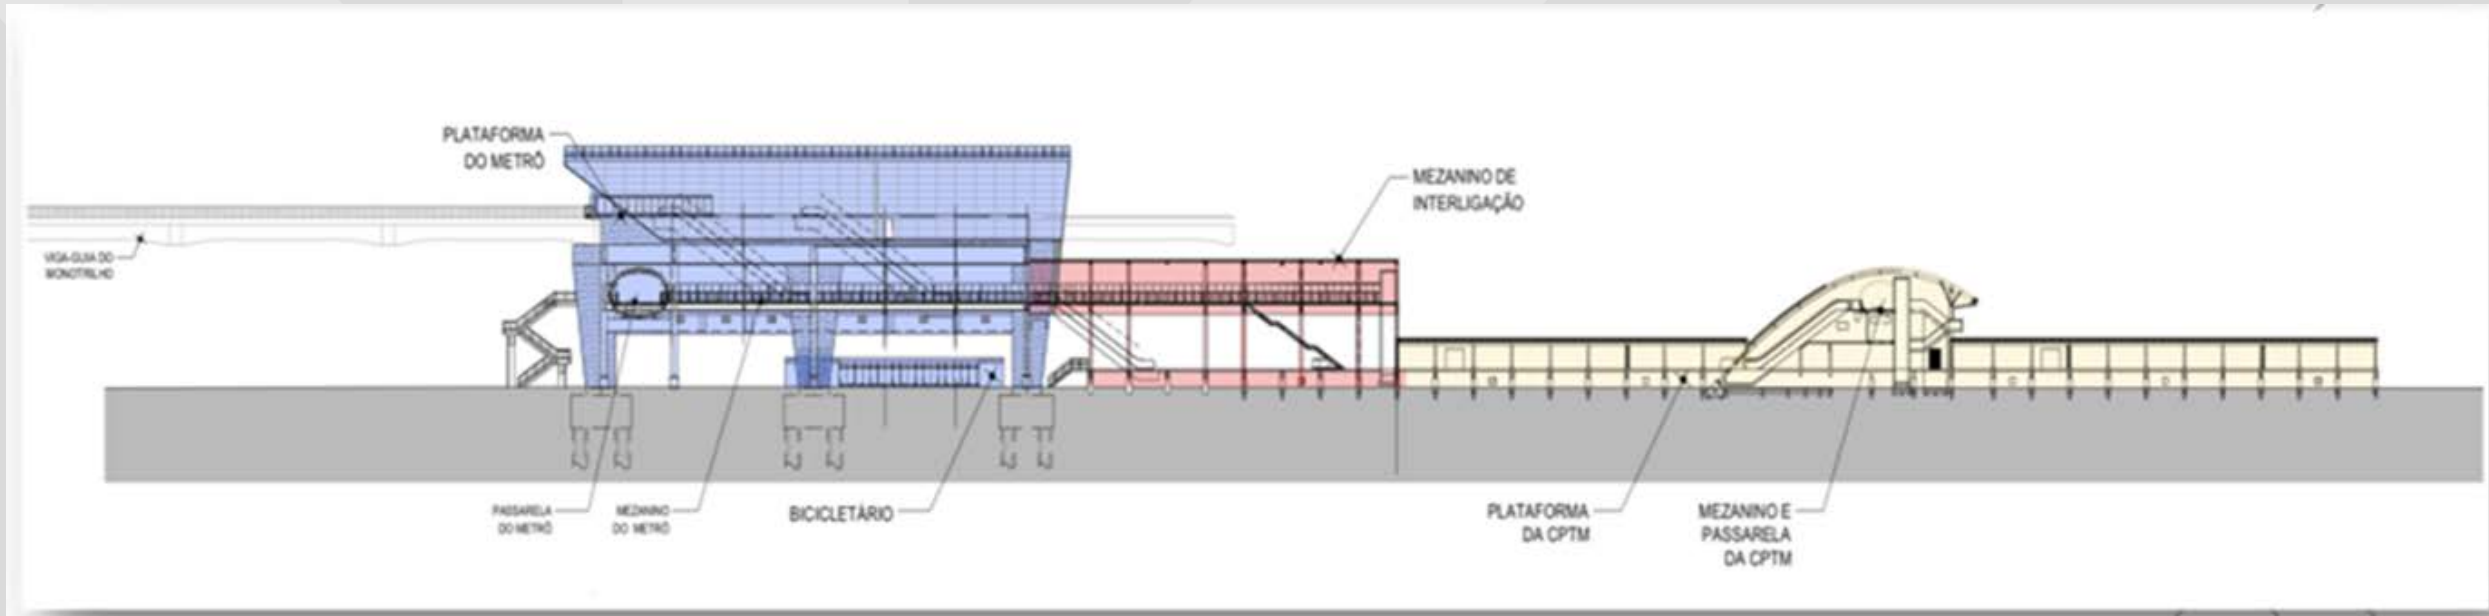 PLATAFORMA
DO METRÔ
MEZANINO DE
INTERLIGAÇÃO
VIGA-GUIA DO
MONOTRILHO
PASSARELA
DO METRÔ
MEZANINO
DO METRÔ
BICICLETÁRIO
PLATAFORMA
DA CPTM
MEZANINO E
PASSARELA
DA CPTM